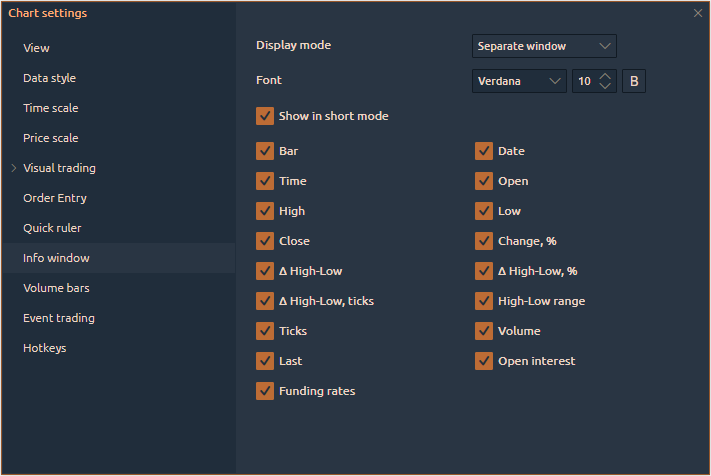 Chart settings
View
Data style
Time scale
Price scale
Visual trading
Order Entry
Quick ruler
Info window
Volume bars
Event trading
Hotkeys
Display mode Separate window
Font Verdana 10 B
Show in short mode
Bar Date
Time Open
High Low
Close Change, %
Δ High-Low Δ High-Low, %
Δ High-Low, ticks High-Low range
Ticks Volume
Last Open interest
Funding rates